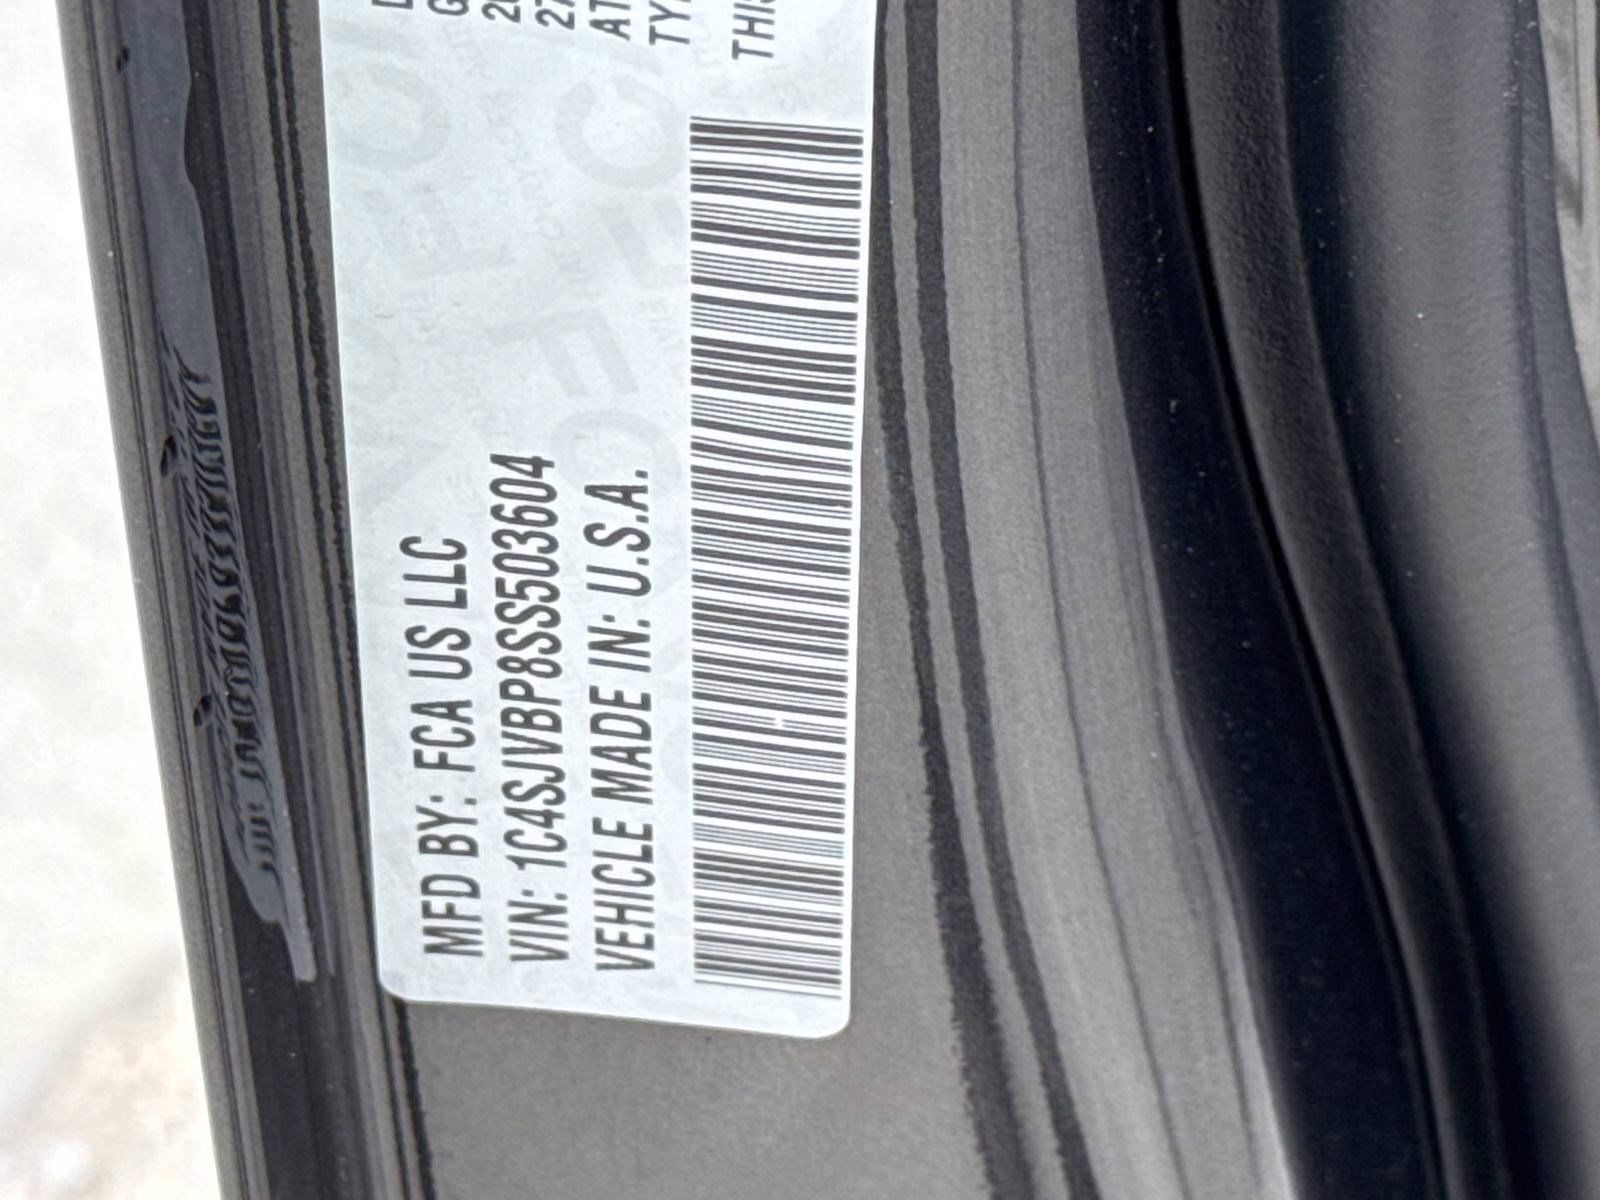 MFD BY: FCA US LLC
VIN: 1C4SJVBP8SS503604
VEHICLE MADE IN: U.S.A.